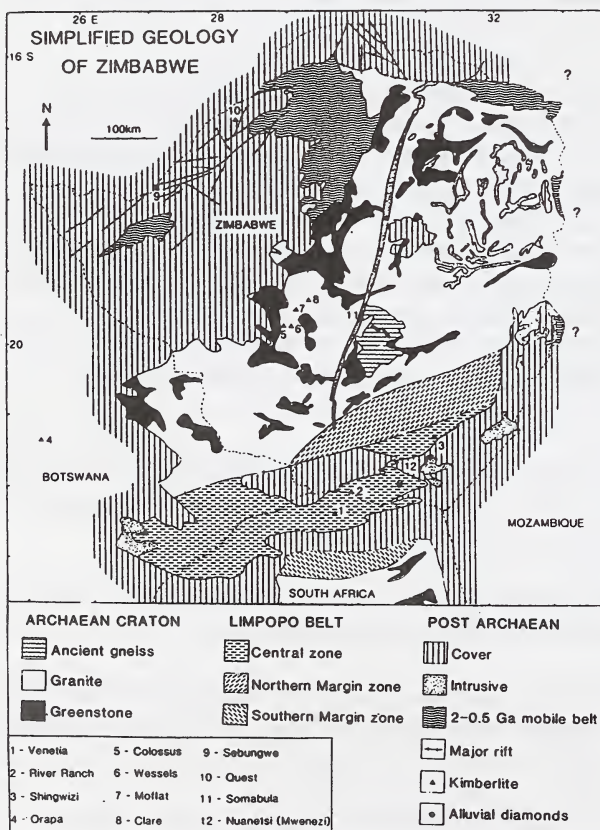 26 E
28
32
SIMPLIFIED GEOLOGY
OF ZIMBABWE
16 S
?
N
100km
10
9
ZIMBABWE
?
8
7
5
6
11
20
?
4
3
12
2
1
BOTSWANA
MOZAMBIQUE
SOUTH AFRICA
ARCHAEAN CRATON
Ancient gneiss
Granite
Greenstone
LIMPOPO BELT
Central zone
Northern Margin zone
Southern Margin zone
POST ARCHAEAN
Cover
Intrusive
2-0.5 Ga mobile belt
Major rift
Kimberlite
Alluvial diamonds
1 - Venetia
2 - River Ranch
3 - Shingwizi
4 - Orapa
5 - Colossus
6 - Wessels
7 - Moffat
8 - Clare
9 - Sebungwe
10 - Quest
11 - Somabula
12 - Nuanetsi (Mwenezi)